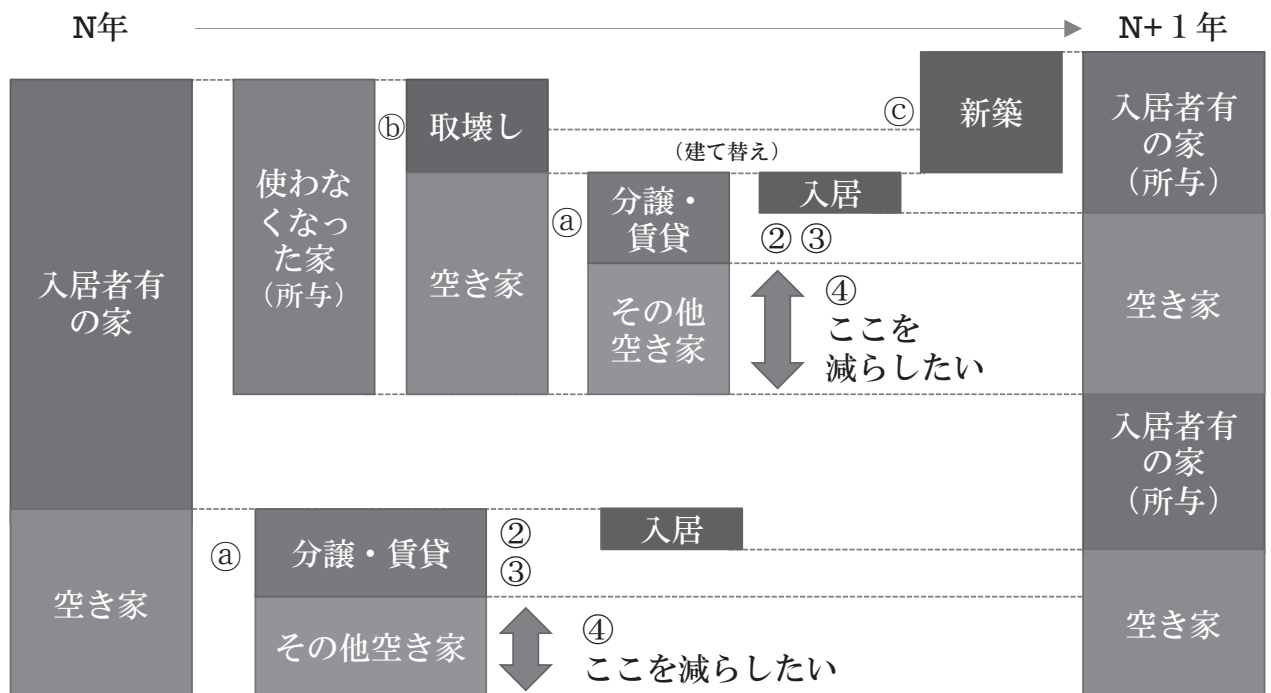 N年
N+１年
入居者有
の家
空き家
使わな
くなっ
た家
（所与）
ⓑ
取壊し
空き家
（建て替え）
ⓐ
分譲・
賃貸
その他
空き家
入居
②③
④
ここを
減らしたい
ⓒ
新築
ⓐ
分譲・賃貸
その他空き家
②
③
入居
④
ここを減らしたい
入居者有
の家
（所与）
空き家
入居者有
の家
（所与）
空き家